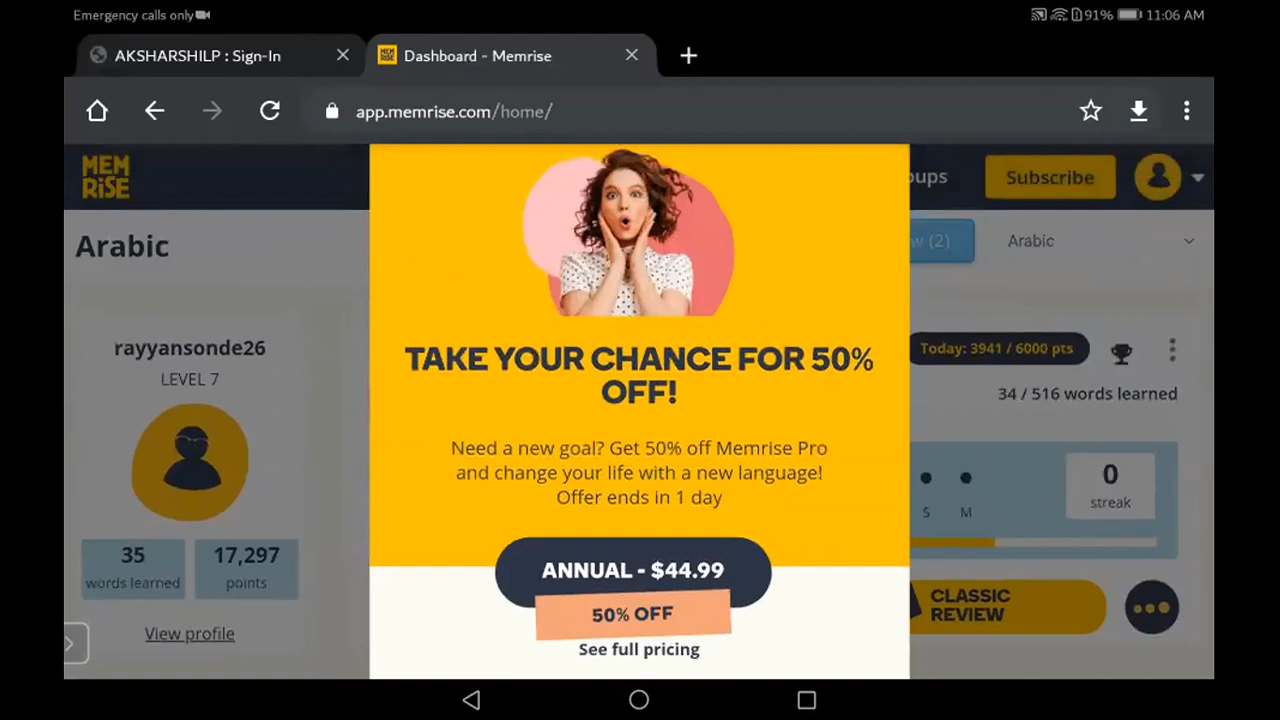 Emergency calls only
91%
11:06 AM
AKSHARSHILP : Sign-In
Dashboard - Memrise
app.memrise.com/home/
MEM
RiSE
oups
Subscribe
Arabic
w (2)
Arabic
rayyansonde26
LEVEL 7
35
words learned
17,297
points
View profile
TAKE YOUR CHANCE FOR 50%
OFF!
Need a new goal? Get 50% off Memrise Pro
and change your life with a new language!
Offer ends in 1 day
ANNUAL - $44.99
50% OFF
See full pricing
Today: 3941 / 6000 pts
34 / 516 words learned
S M
0
streak
CLASSIC
REVIEW